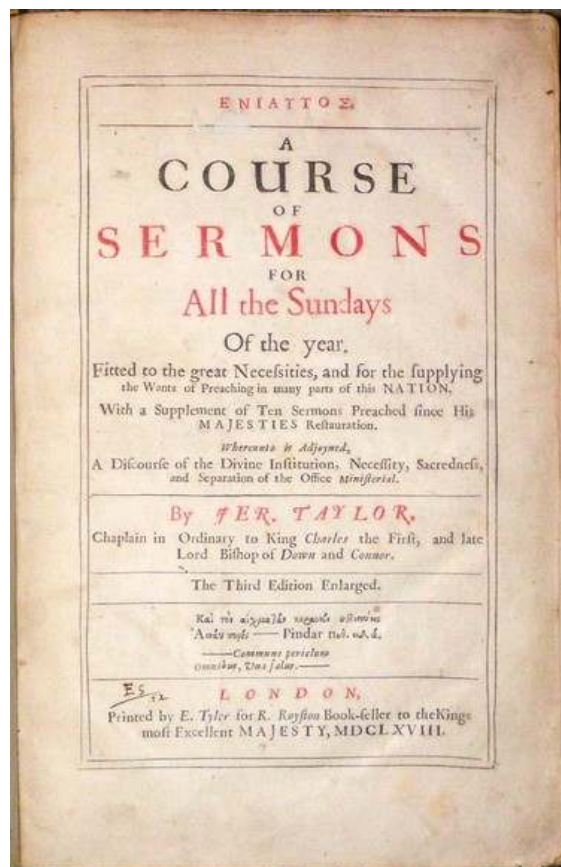 ΕΝΙΑΥΤΟΣ.
A
COURSE
OF
SERMONS
FOR
All the Sundays
Of the year,
Fitted to the great Neceſsities, and for the ſupplying
the Wants of Preaching in many parts of this NATION.
With a Supplement of Ten Sermons Preached ſince His
MAJESTIES Reſtauration.
Whereunto is Adjoyned,
A Diſcourſe of the Divine Inſtitution, Neceſſity, Sacredneſs,
and Separation of the Office Miniſterial.
By JER. TAYLOR.
Chaplain in Ordinary to King Charles the Firſt, and late
Lord Biſhop of Down and Connor.
The Third Edition Enlarged.
Pindar
Commune periclum
Omnibus, Una ſalus.
LONDON,
Printed by E. Tyler for R. Royſton Book-ſeller to the Kings
moſt Excellent MAJESTY, MDCLXVIII.